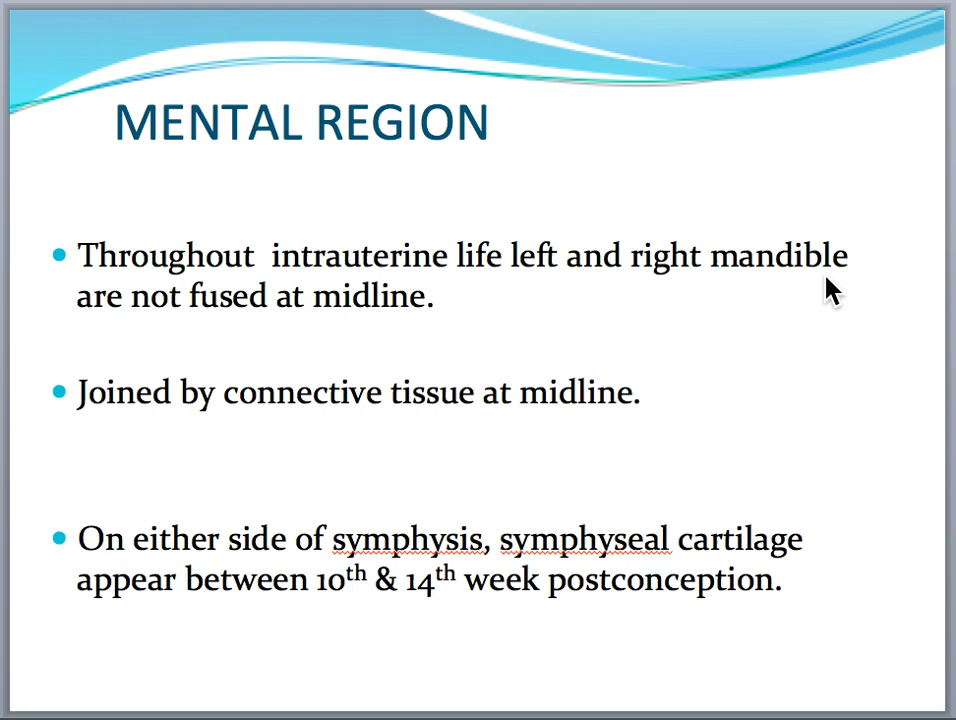 MENTAL REGION
• Throughout  intrauterine life left and right mandible
are not fused at midline.
• Joined by connective tissue at midline.
• On either side of symphysis, symphyseal cartilage
appear between 10th & 14th week postconception.